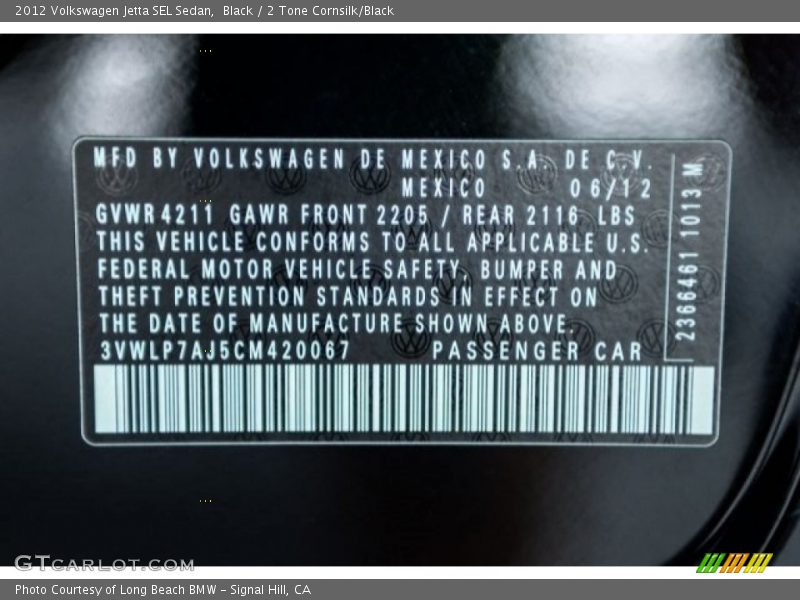 2012 Volkswagen Jetta SEL Sedan,  Black / 2 Tone Cornsilk/Black
MFD BY VOLKSWAGEN DE MEXICO S.A. DE C.V.
MEXICO 06/12
GVWR 4211 GAWR FRONT 2205 / REAR 2116 LBS
THIS VEHICLE CONFORMS TO ALL APPLICABLE U.S.
FEDERAL MOTOR VEHICLE SAFETY, BUMPER AND
THEFT PREVENTION STANDARDS IN EFFECT ON
THE DATE OF MANUFACTURE SHOWN ABOVE.
3VWLP7AJ5CM420067 PASSENGER CAR
2366461 1013 M
GTcarlot.com
Photo Courtesy of Long Beach BMW - Signal Hill, CA